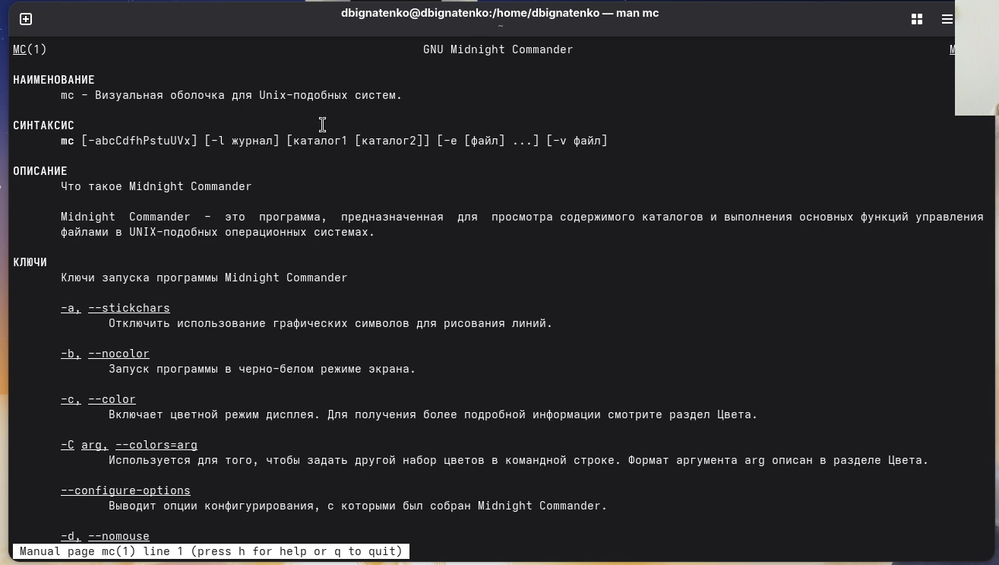 dbignatenko@dbignatenko:/home/dbignatenko — man mc
~
MC(1) GNU Midnight Commander
НАИМЕНОВАНИЕ
mc - Визуальная оболочка для Unix-подобных систем.
СИНТАКСИС
mc [-abcCdfhPstuUVx] [-l журнал] [каталог1 [каталог2]] [-e [файл] ...] [-v файл]
ОПИСАНИЕ
Что такое Midnight Commander
Midnight Commander - это программа, предназначенная для просмотра содержимого каталогов и выполнения основных функций управления
файлами в UNIX-подобных операционных системах.
КЛЮЧИ
Ключи запуска программы Midnight Commander
-a, --stickchars
Отключить использование графических символов для рисования линий.
-b, --nocolor
Запуск программы в черно-белом режиме экрана.
-c, --color
Включает цветной режим дисплея. Для получения более подробной информации смотрите раздел Цвета.
-C arg, --colors=arg
Используется для того, чтобы задать другой набор цветов в командной строке. Формат аргумента arg описан в разделе Цвета.
--configure-options
Выводит опции конфигурирования, с которыми был собран Midnight Commander.
-d, --nomouse
Manual page mc(1) line 1 (press h for help or q to quit)